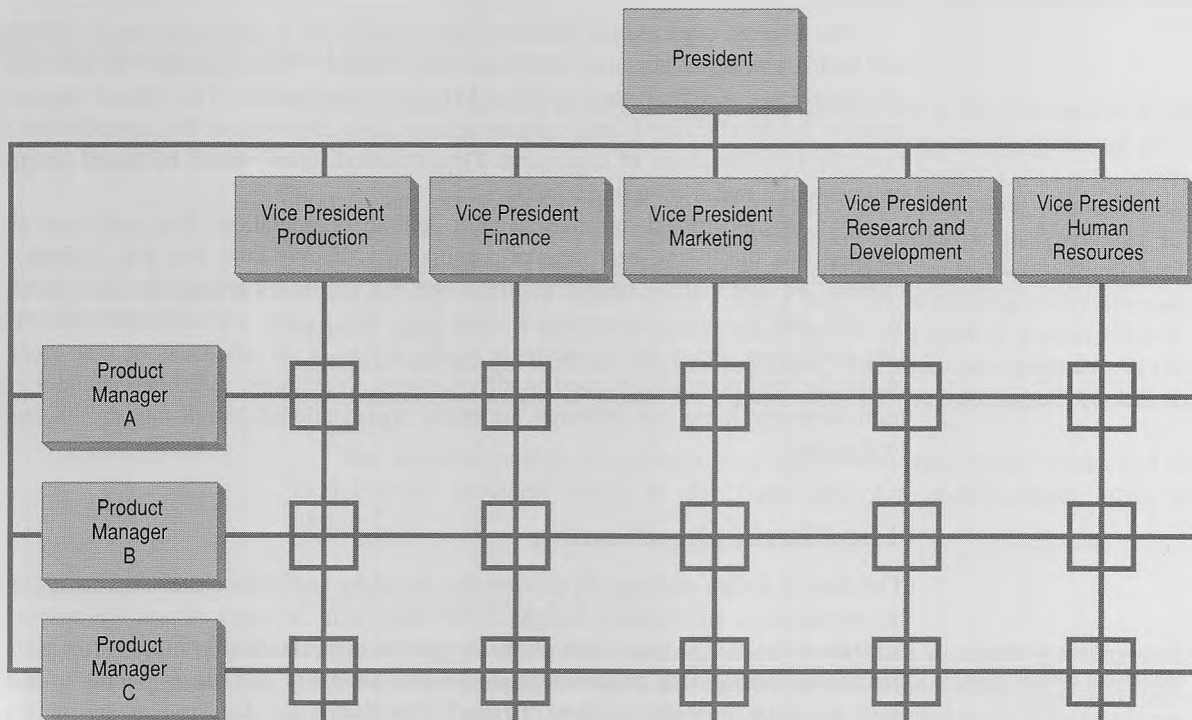 President
Vice President
Production
Vice President
Finance
Vice President
Marketing
Vice President
Research and
Development
Vice President
Human
Resources
Product
Manager
A
Product
Manager
B
Product
Manager
C